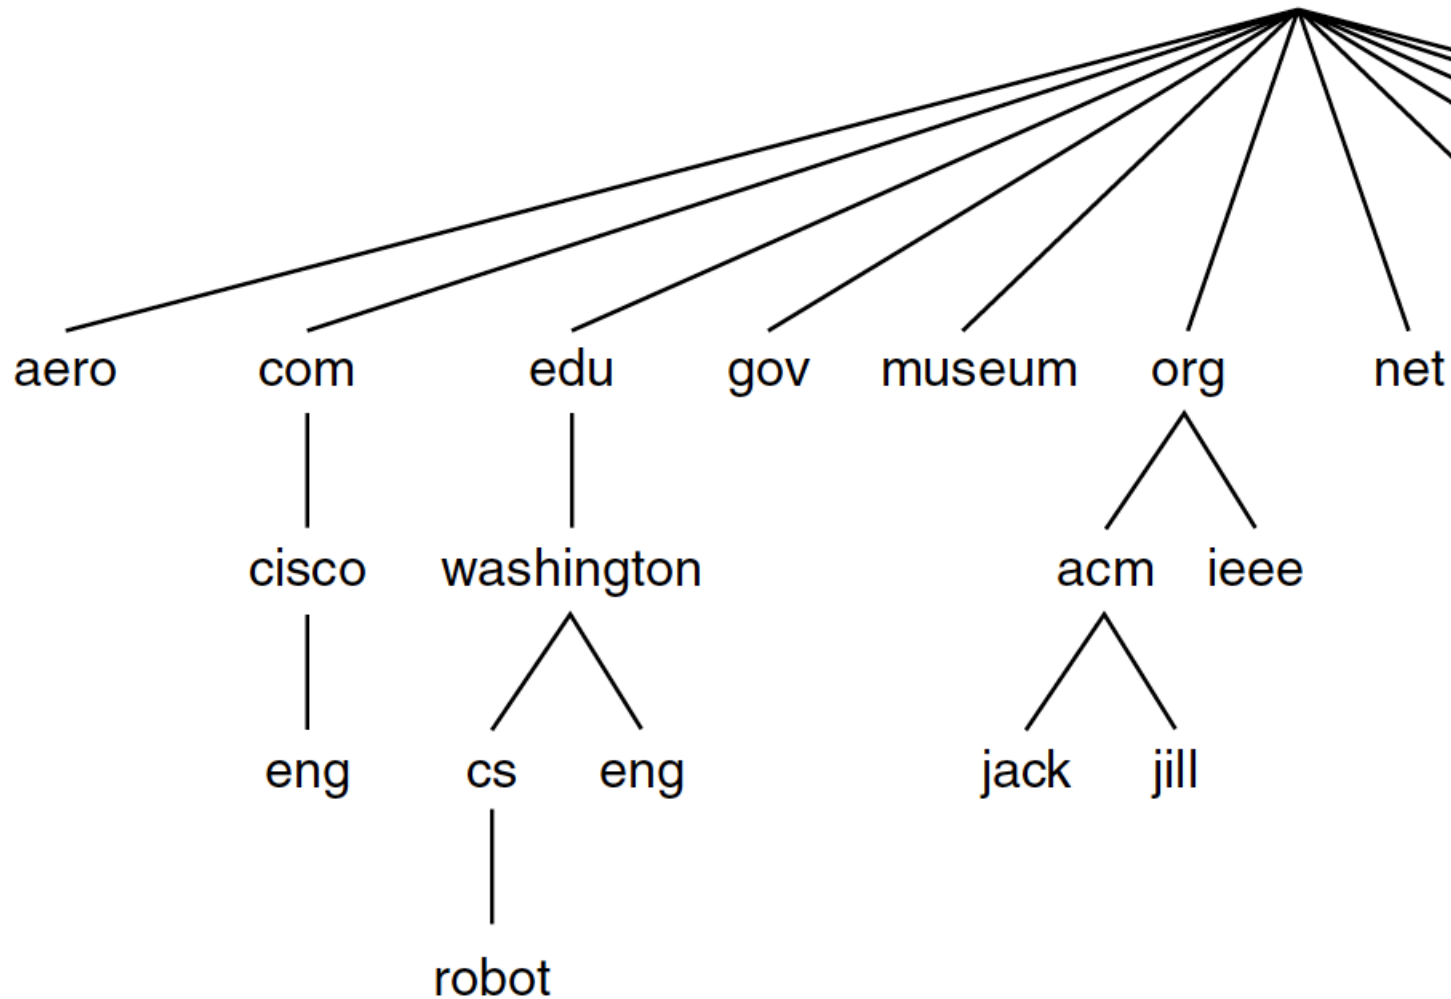 aero com edu gov museum org net
cisco washington acm ieee
eng cs eng jack jill
robot